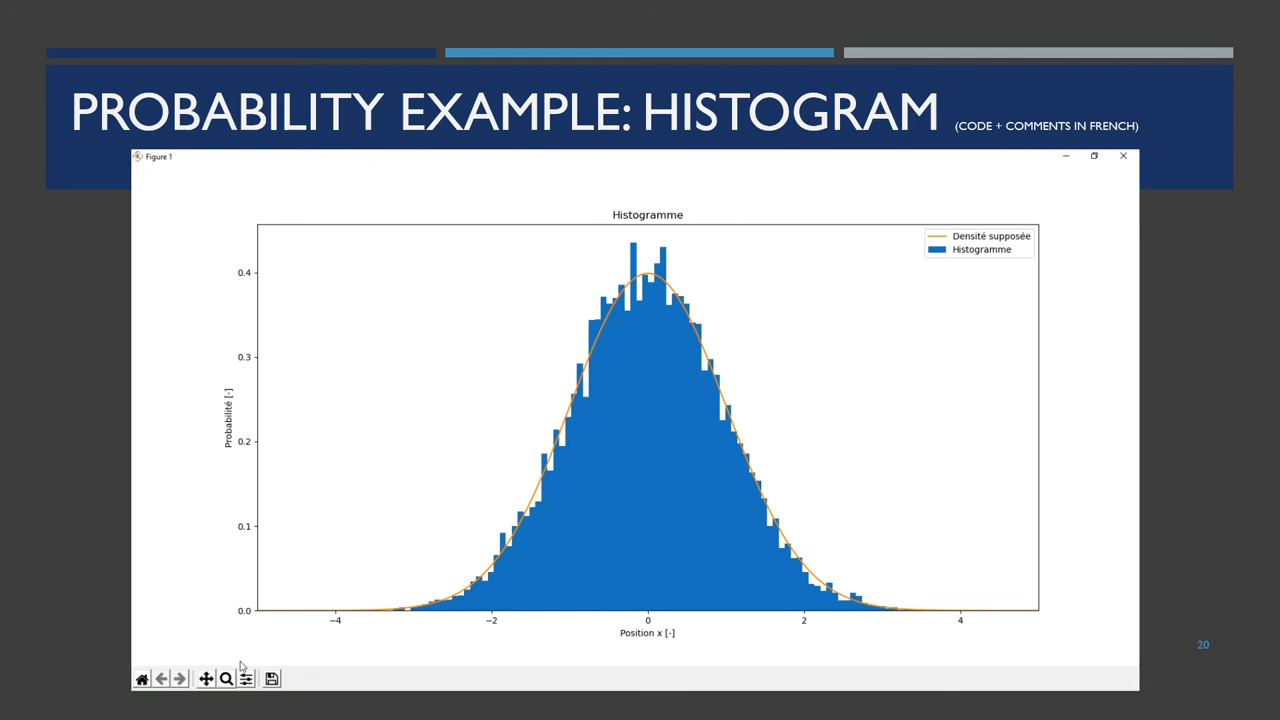 PROBABILITY EXAMPLE: HISTOGRAM (CODE + COMMENTS IN FRENCH)
Figure 1
Histogramme
Densité supposée
Histogramme
0.4
0.3
0.2
0.1
0.0
Probabilité [-]
−4
−2
0
2
4
Position x [-]
20